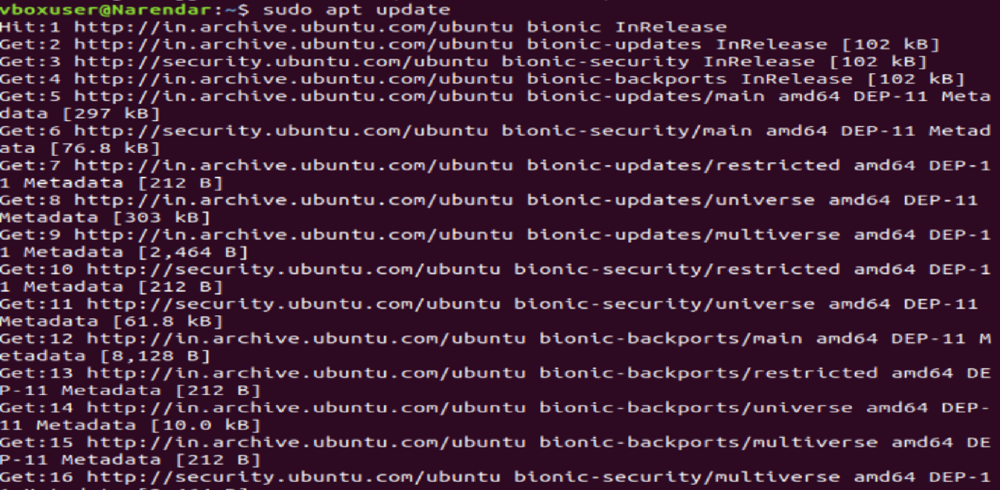 vboxuser@Narendar:~$ sudo apt update
Hit:1 http://in.archive.ubuntu.com/ubuntu bionic InRelease
Get:2 http://in.archive.ubuntu.com/ubuntu bionic-updates InRelease [102 kB]
Get:3 http://security.ubuntu.com/ubuntu bionic-security InRelease [102 kB]
Get:4 http://in.archive.ubuntu.com/ubuntu bionic-backports InRelease [102 kB]
Get:5 http://in.archive.ubuntu.com/ubuntu bionic-updates/main amd64 DEP-11 Meta
data [297 kB]
Get:6 http://security.ubuntu.com/ubuntu bionic-security/main amd64 DEP-11 Metad
ata [76.8 kB]
Get:7 http://in.archive.ubuntu.com/ubuntu bionic-updates/restricted amd64 DEP-1
1 Metadata [212 B]
Get:8 http://in.archive.ubuntu.com/ubuntu bionic-updates/universe amd64 DEP-11
Metadata [303 kB]
Get:9 http://in.archive.ubuntu.com/ubuntu bionic-updates/multiverse amd64 DEP-1
1 Metadata [2,464 B]
Get:10 http://security.ubuntu.com/ubuntu bionic-security/restricted amd64 DEP-1
1 Metadata [212 B]
Get:11 http://security.ubuntu.com/ubuntu bionic-security/universe amd64 DEP-11
Metadata [61.8 kB]
Get:12 http://in.archive.ubuntu.com/ubuntu bionic-backports/main amd64 DEP-11 M
etadata [8,128 B]
Get:13 http://in.archive.ubuntu.com/ubuntu bionic-backports/restricted amd64 DE
P-11 Metadata [212 B]
Get:14 http://in.archive.ubuntu.com/ubuntu bionic-backports/universe amd64 DEP-
11 Metadata [10.0 kB]
Get:15 http://in.archive.ubuntu.com/ubuntu bionic-backports/multiverse amd64 DE
P-11 Metadata [212 B]
Get:16 http://security.ubuntu.com/ubuntu bionic-security/multiverse amd64 DEP-1